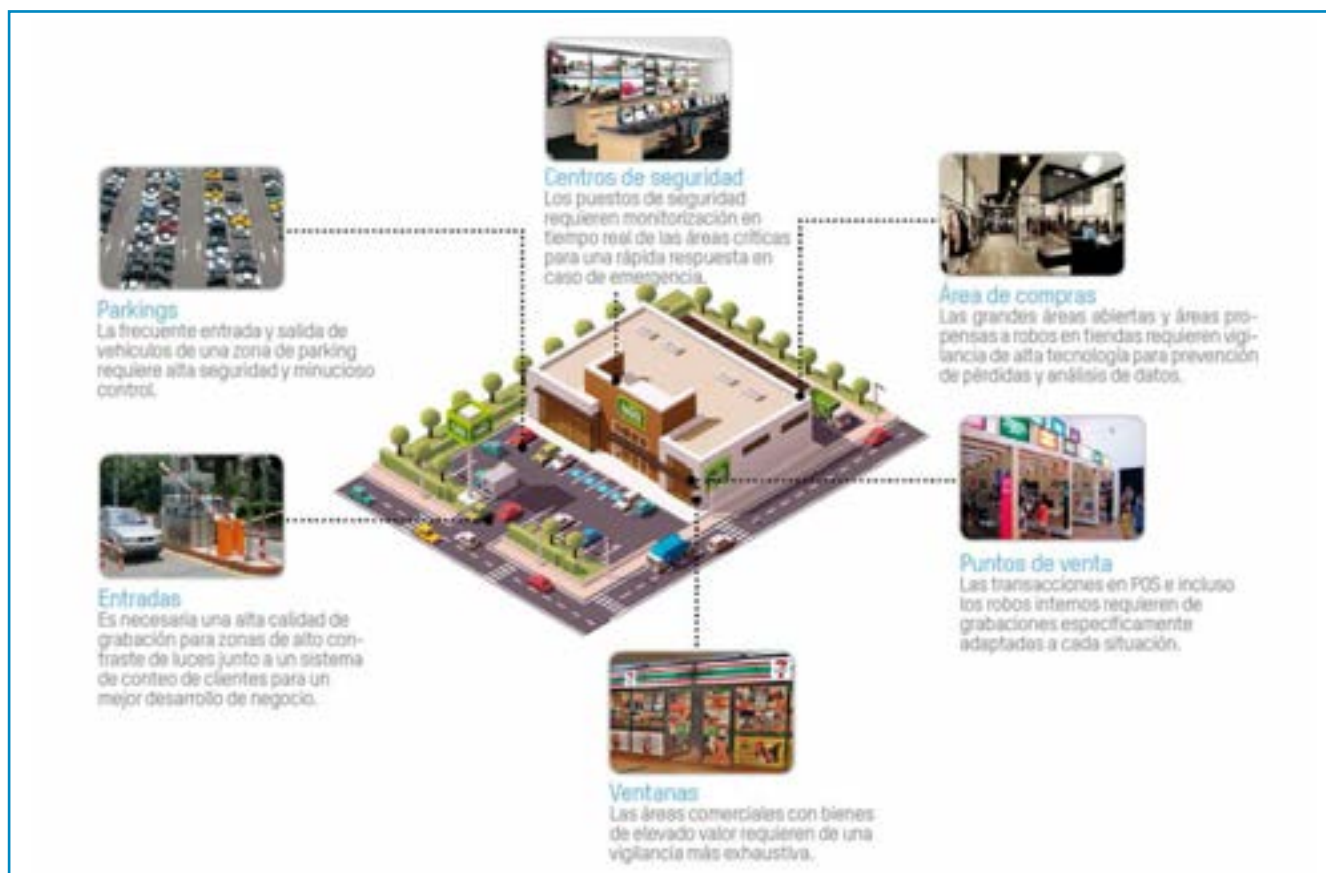 Centros de seguridad
Los puestos de seguridad
requieren monitorización en
tiempo real de las áreas críticas
para una rápida respuesta en
caso de emergencia.
Parkings
La frecuente entrada y salida de
vehículos de una zona de parking
requiere alta seguridad y minucioso
control.
Área de compras
Las grandes áreas abiertas y áreas pro-
pensas a robos en tiendas requieren vigi-
lancia de alta tecnología para prevención
de pérdidas y análisis de datos.
Entradas
Es necesaria una alta calidad de
grabación para zonas de alto con-
traste de luces junto a un sistema
de conteo de clientes para un
mejor desarrollo de negocio.
Puntos de venta
Las transacciones en POS e incluso
los robos internos requieren de
grabaciones específicamente
adaptadas a cada situación.
Ventanas
Las áreas comerciales con bienes
de elevado valor requieren de una
vigilancia más exhaustiva.